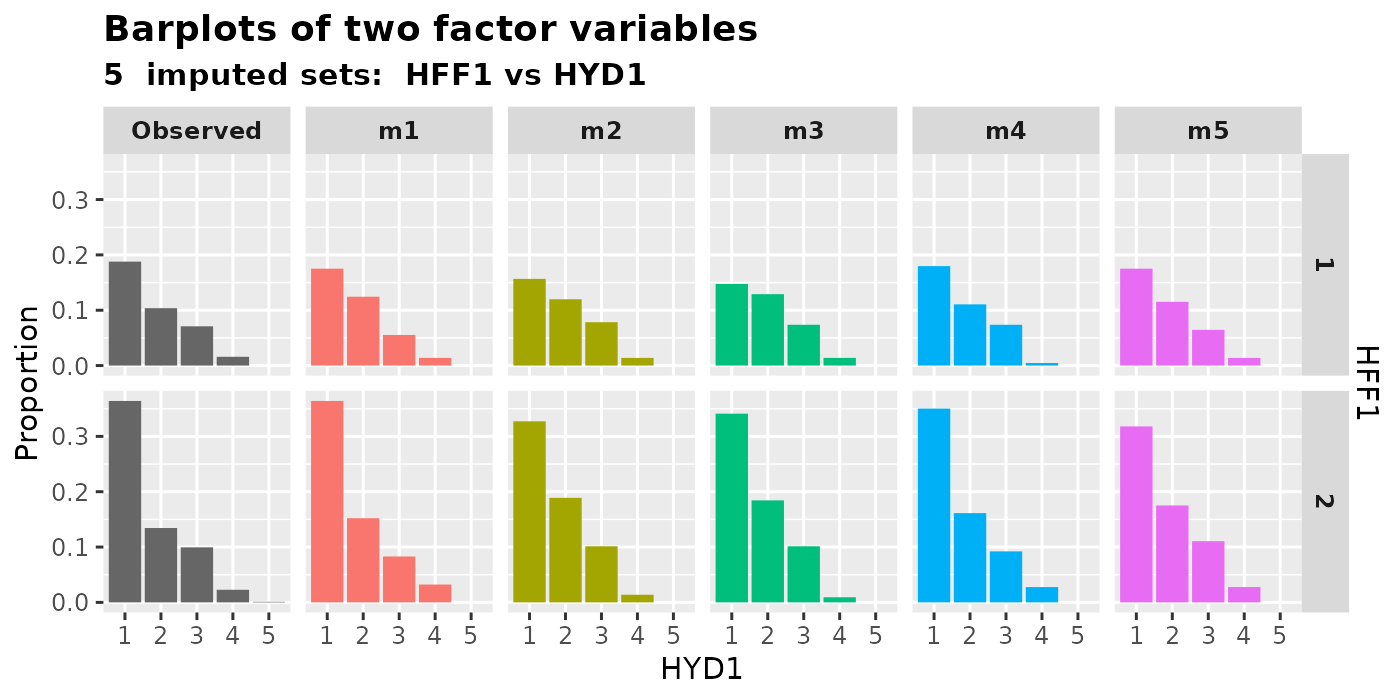 Barplots of two factor variables
5 imputed sets: HFF1 vs HYD1
Observed m1 m2 m3 m4 m5
0.3
0.2
0.1
0.0
1
0.3
0.2
0.1
0.0
2
Proportion
HFF1
1 2 3 4 5 1 2 3 4 5 1 2 3 4 5 1 2 3 4 5 1 2 3 4 5 1 2 3 4 5
HYD1